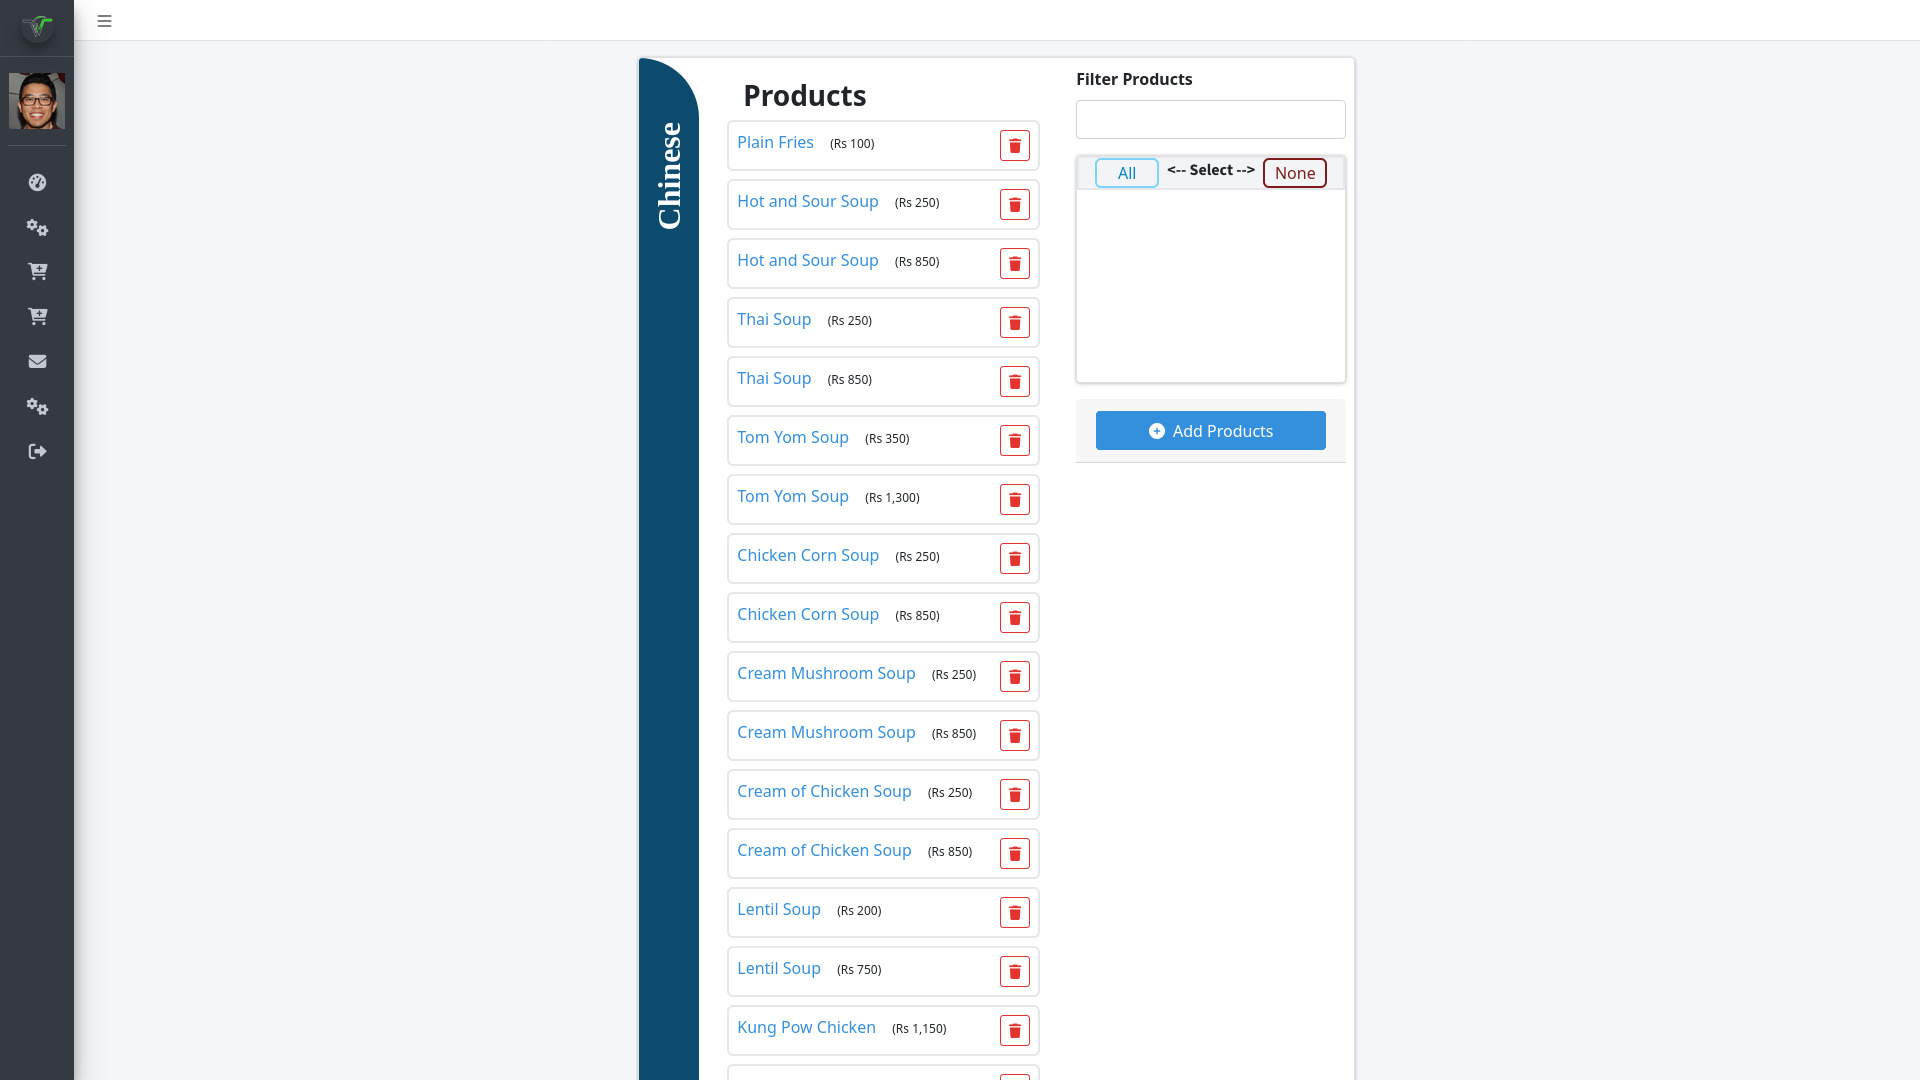 Chinese
Products
Plain Fries (Rs 100)
Hot and Sour Soup (Rs 250)
Hot and Sour Soup (Rs 850)
Thai Soup (Rs 250)
Thai Soup (Rs 850)
Tom Yom Soup (Rs 350)
Tom Yom Soup (Rs 1,300)
Chicken Corn Soup (Rs 250)
Chicken Corn Soup (Rs 850)
Cream Mushroom Soup (Rs 250)
Cream Mushroom Soup (Rs 850)
Cream of Chicken Soup (Rs 250)
Cream of Chicken Soup (Rs 850)
Lentil Soup (Rs 200)
Lentil Soup (Rs 750)
Kung Pow Chicken (Rs 1,150)
Filter Products
All <-- Select --> None
Add Products